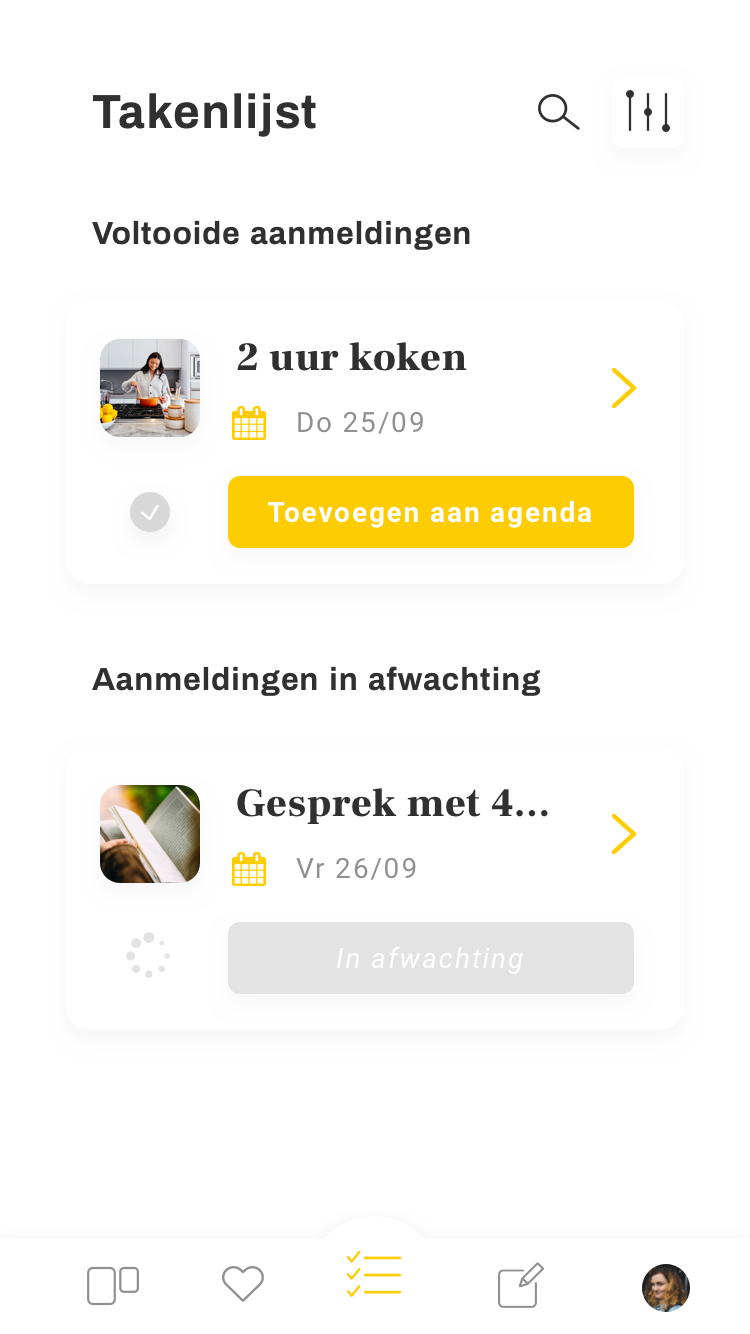 Takenlijst
Voltooide aanmeldingen
2 uur koken
Do 25/09
Toevoegen aan agenda
Aanmeldingen in afwachting
Gesprek met 4...
Vr 26/09
In afwachting